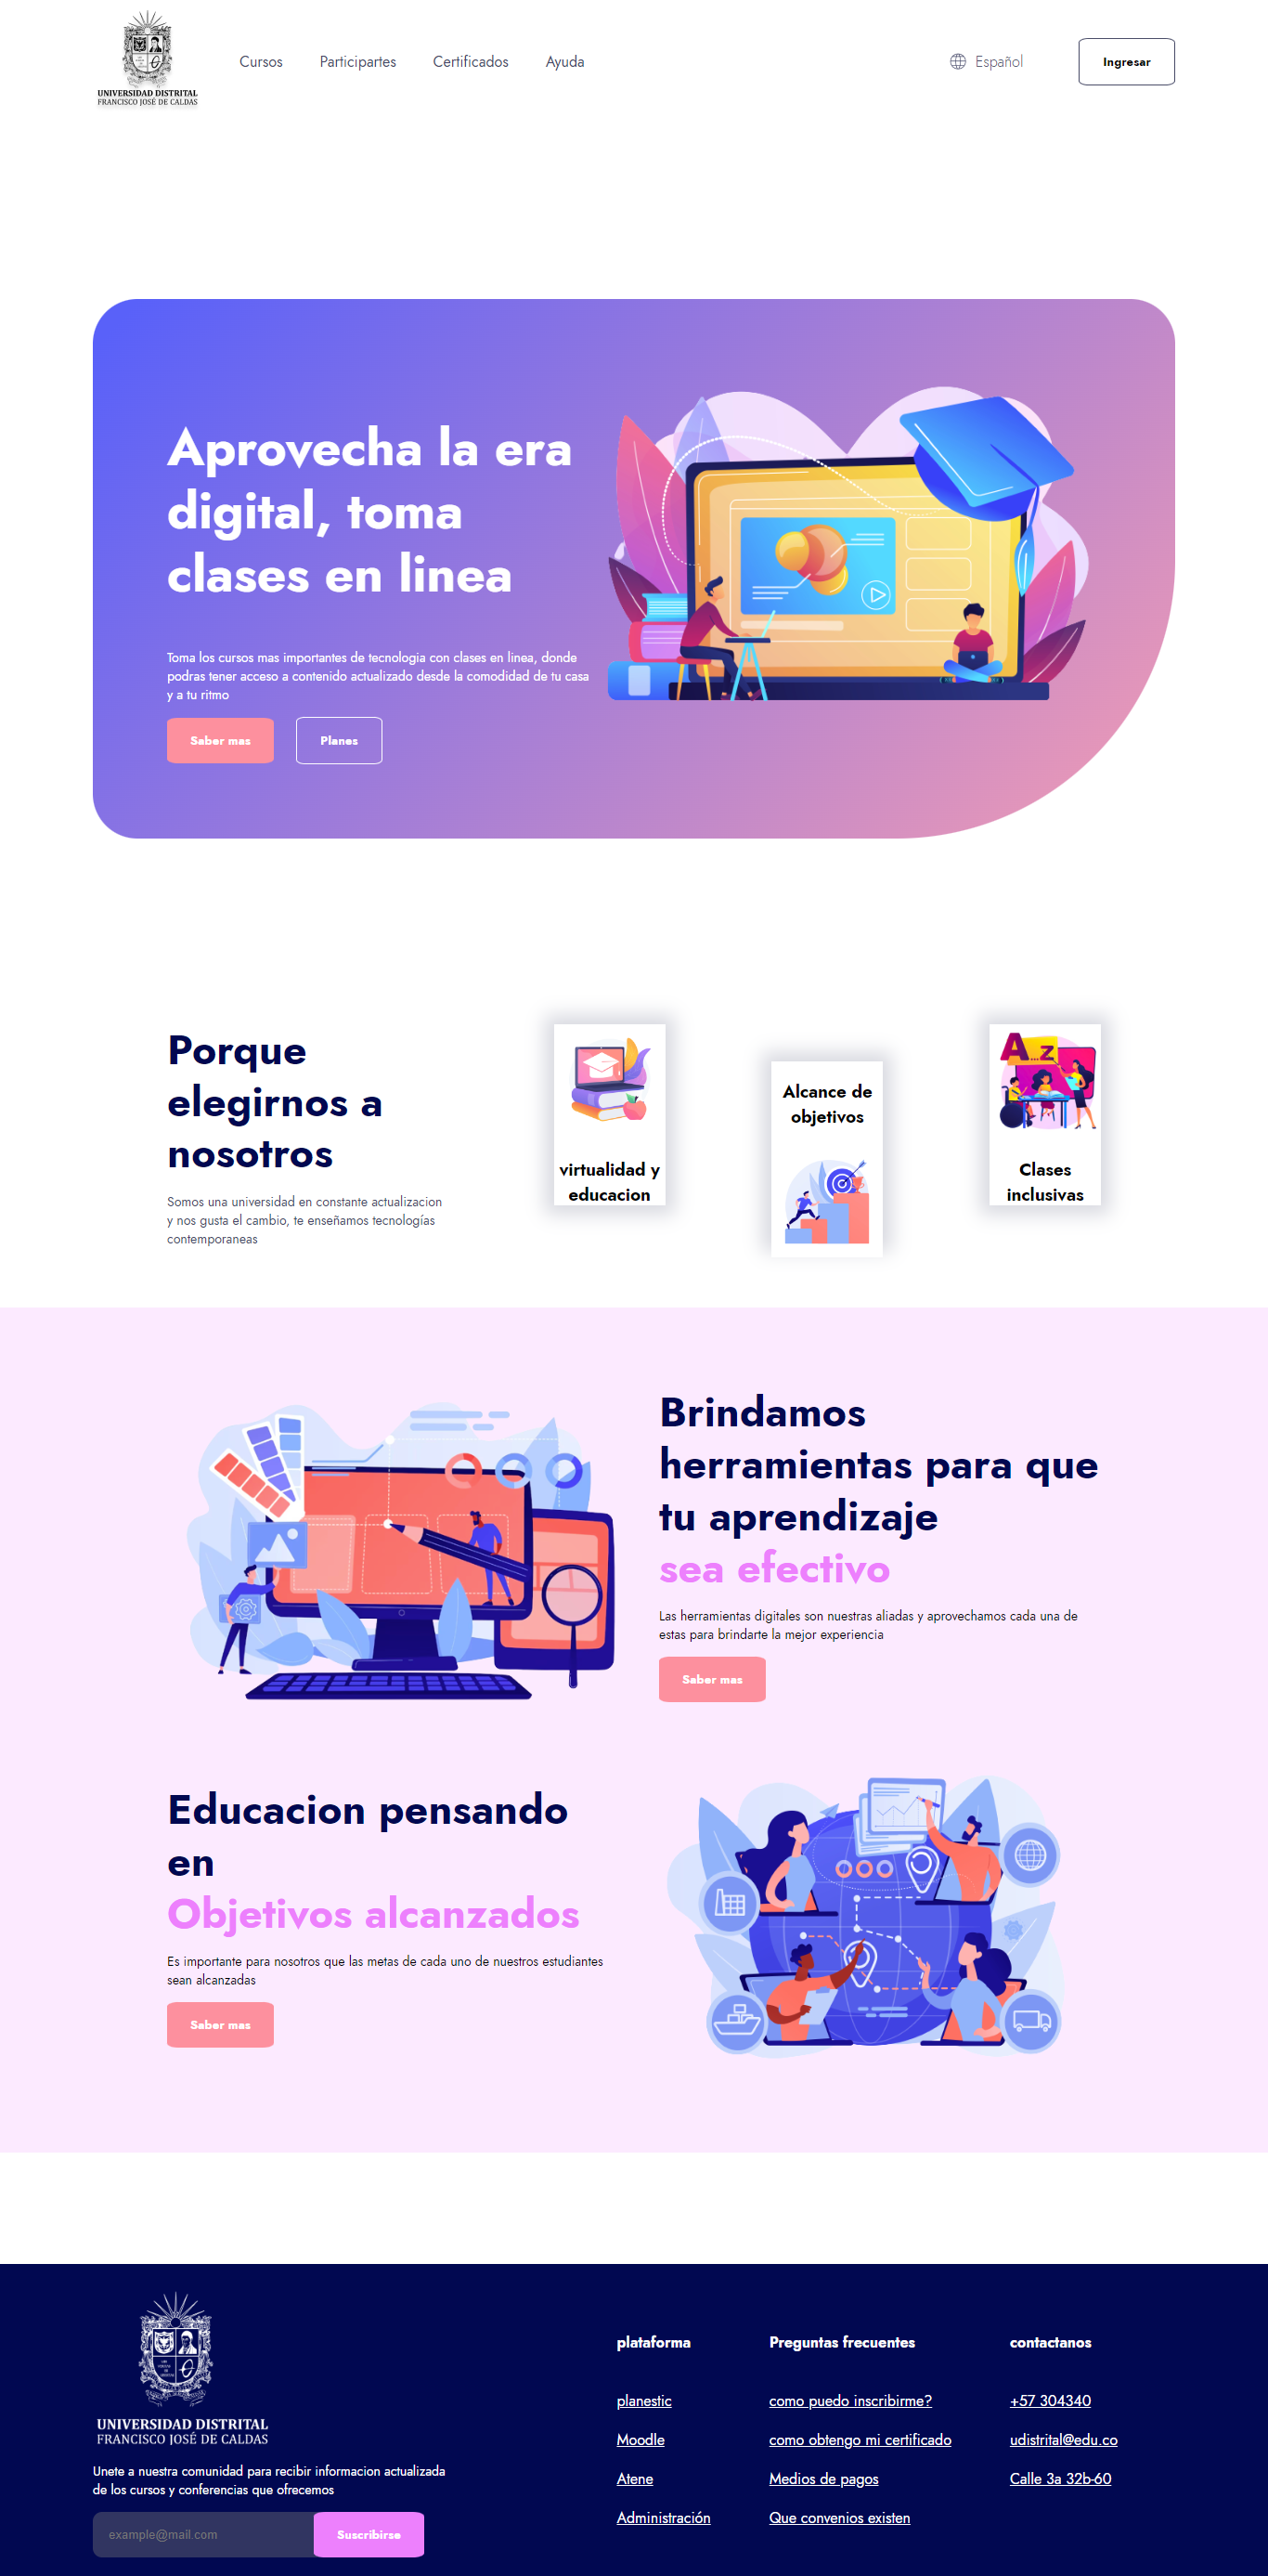 UNIVERSIDAD DISTRITAL
FRANCISCO JOSÉ DE CALDAS
Cursos
Participartes
Certificados
Ayuda
Español
Ingresar
Aprovecha la era
digital, toma
clases en linea
Toma los cursos mas importantes de tecnologia con clases en linea, donde
podras tener acceso a contenido actualizado desde la comodidad de tu casa
y a tu ritmo
Saber mas
Planes
Porque
elegirnos a
nosotros
Somos una universidad en constante actualizacion
y nos gusta el cambio, te enseñamos tecnologías
contemporaneas
virtualidad y
educacion
Alcance de
objetivos
A...z
Clases
inclusivas
Brindamos
herramientas para que
tu aprendizaje
sea efectivo
Las herramientas digitales son nuestras aliadas y aprovechamos cada una de
estas para brindarte la mejor experiencia
Saber mas
Educacion pensando
en
Objetivos alcanzados
Es importante para nosotros que las metas de cada uno de nuestros estudiantes
sean alcanzadas
Saber mas
UNIVERSIDAD DISTRITAL
FRANCISCO JOSÉ DE CALDAS
Unete a nuestra comunidad para recibir informacion actualizada
de los cursos y conferencias que ofrecemos
example@mail.com
Suscribirse
plataforma
planestic
Moodle
Atene
Administración
Preguntas frecuentes
como puedo inscribirme?
como obtengo mi certificado
Medios de pagos
Que convenios existen
contactanos
+57 304340
udistrital@edu.co
Calle 3a 32b-60